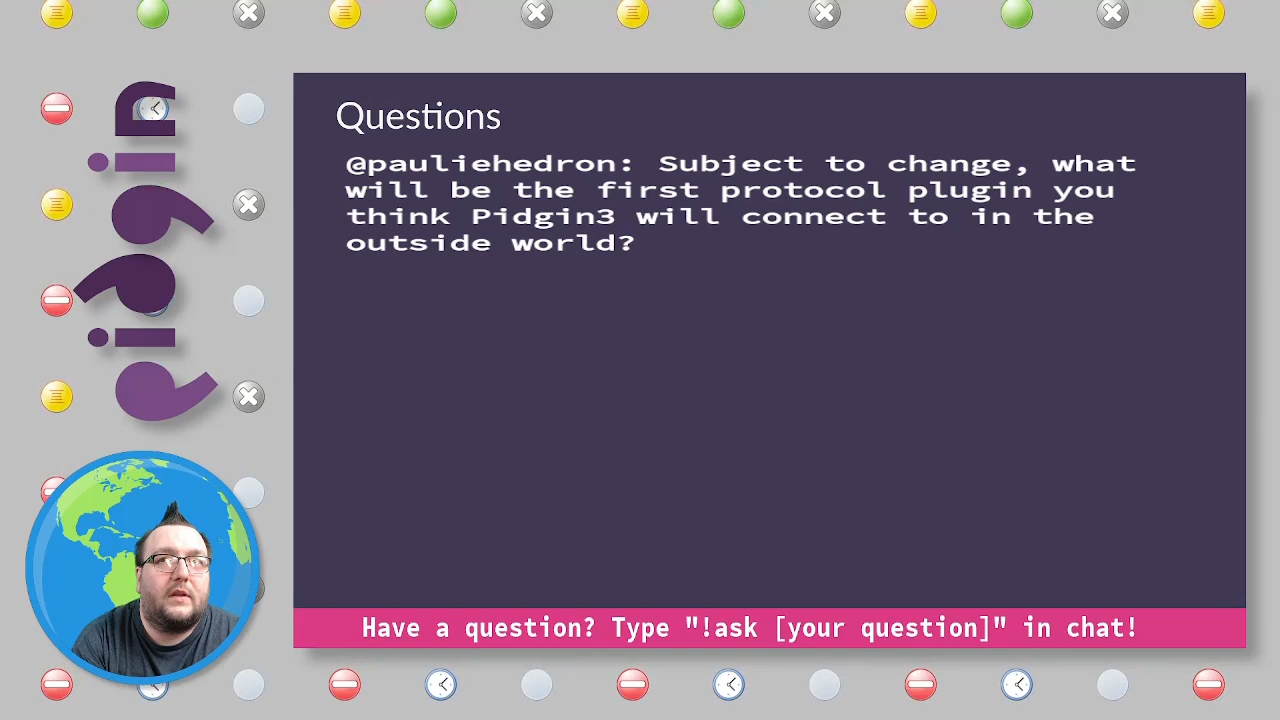 pidgin
Questions
@pauliehedron: Subject to change, what
will be the first protocol plugin you
think Pidgin3 will connect to in the
outside world?
Have a question? Type "!ask [your question]" in chat!